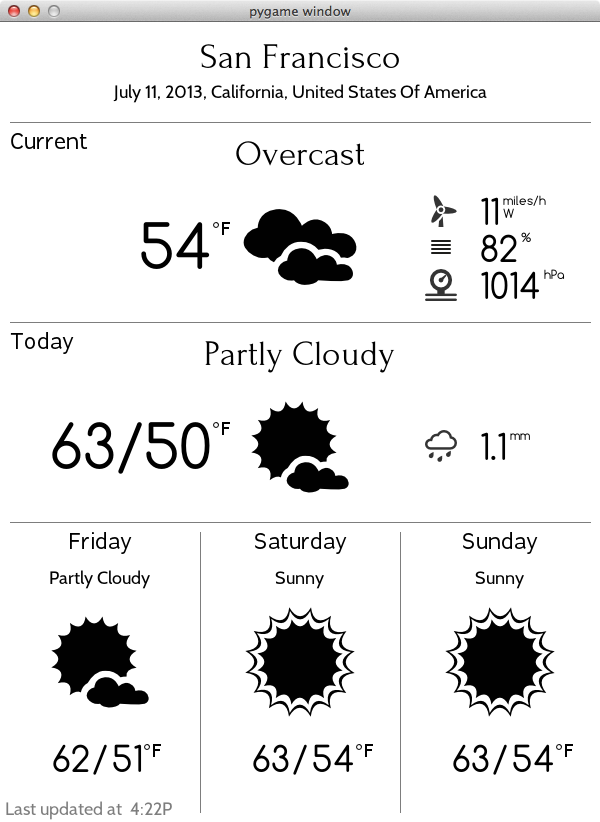 pygame window
San Francisco
July 11, 2013, California, United States Of America
Current
Overcast
54°F
11 miles/h W
82 %
1014 hPa
Today
Partly Cloudy
63/50°F
1.1 mm
Friday
Partly Cloudy
62/51°F
Saturday
Sunny
63/54°F
Sunday
Sunny
63/54°F
Last updated at 4:22P